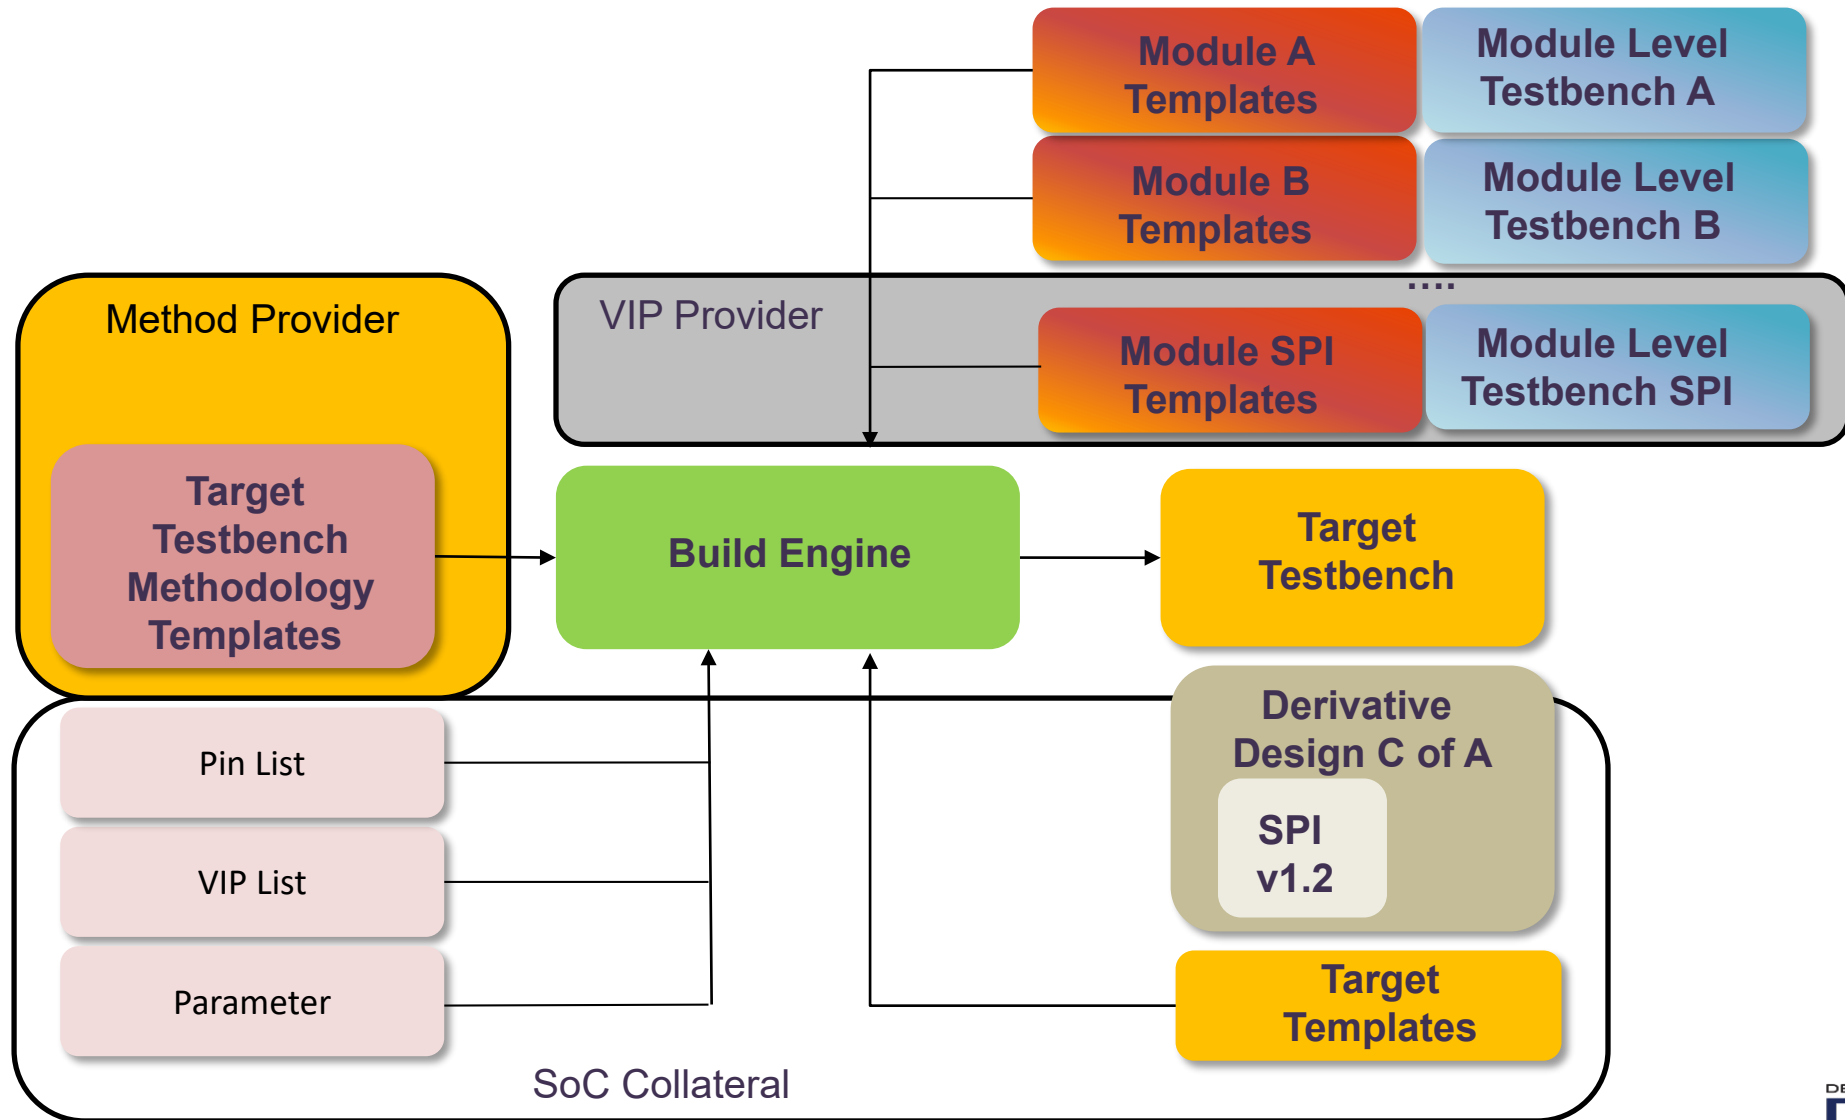 Module A
Templates
Module Level
Testbench A
Module B
Templates
Module Level
Testbench B
....
Method Provider
VIP Provider
Module SPI
Templates
Module Level
Testbench SPI
Target
Testbench
Methodology
Templates
Build Engine
Target
Testbench
Derivative
Design C of A
SPI
v1.2
Pin List
VIP List
Parameter
Target
Templates
SoC Collateral